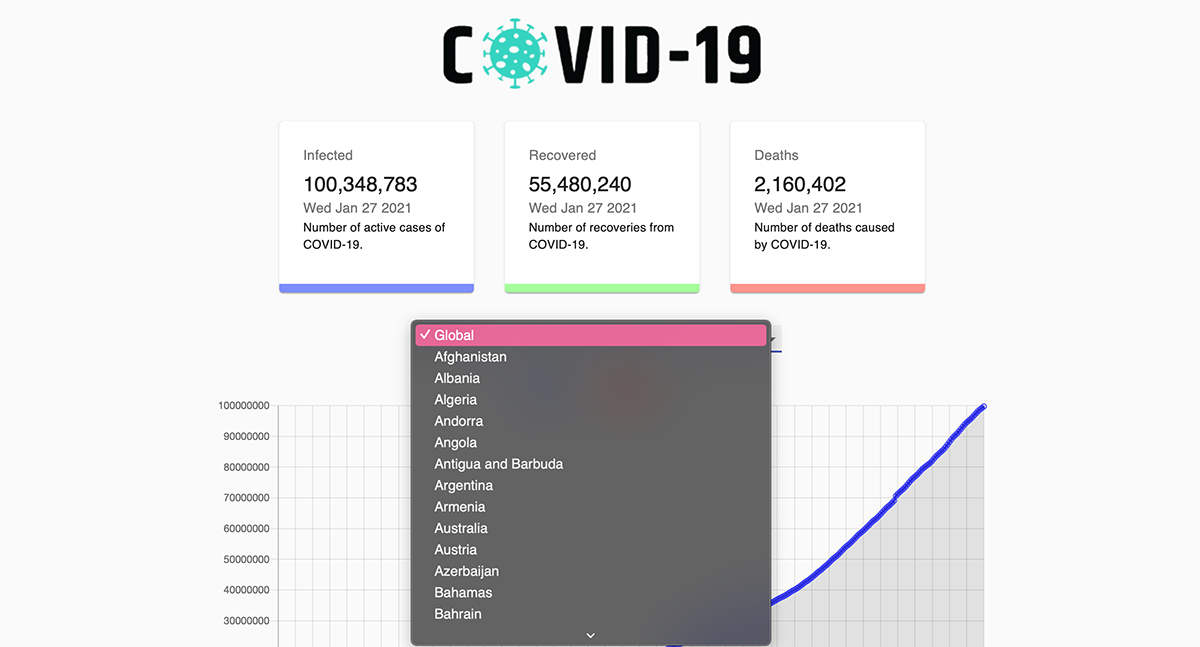 COVID-19
Infected
100,348,783
Wed Jan 27 2021
Number of active cases of
COVID-19.
Recovered
55,480,240
Wed Jan 27 2021
Number of recoveries from
COVID-19.
Deaths
2,160,402
Wed Jan 27 2021
Number of deaths caused
by COVID-19.
Global
Afghanistan
Albania
Algeria
Andorra
Angola
Antigua and Barbuda
Argentina
Armenia
Australia
Austria
Azerbaijan
Bahamas
Bahrain
100000000
90000000
80000000
70000000
60000000
50000000
40000000
30000000